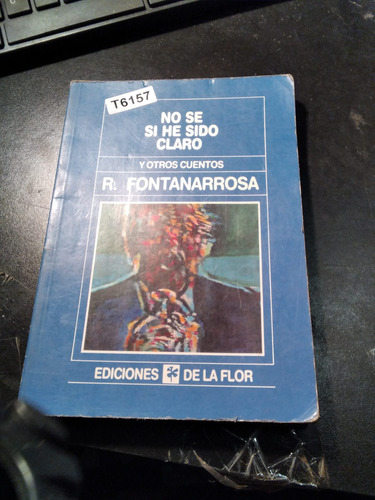 T6157
NO SE
SI HE SIDO
CLARO
Y OTROS CUENTOS
R. FONTANARROSA
EDICIONES DE LA FLOR